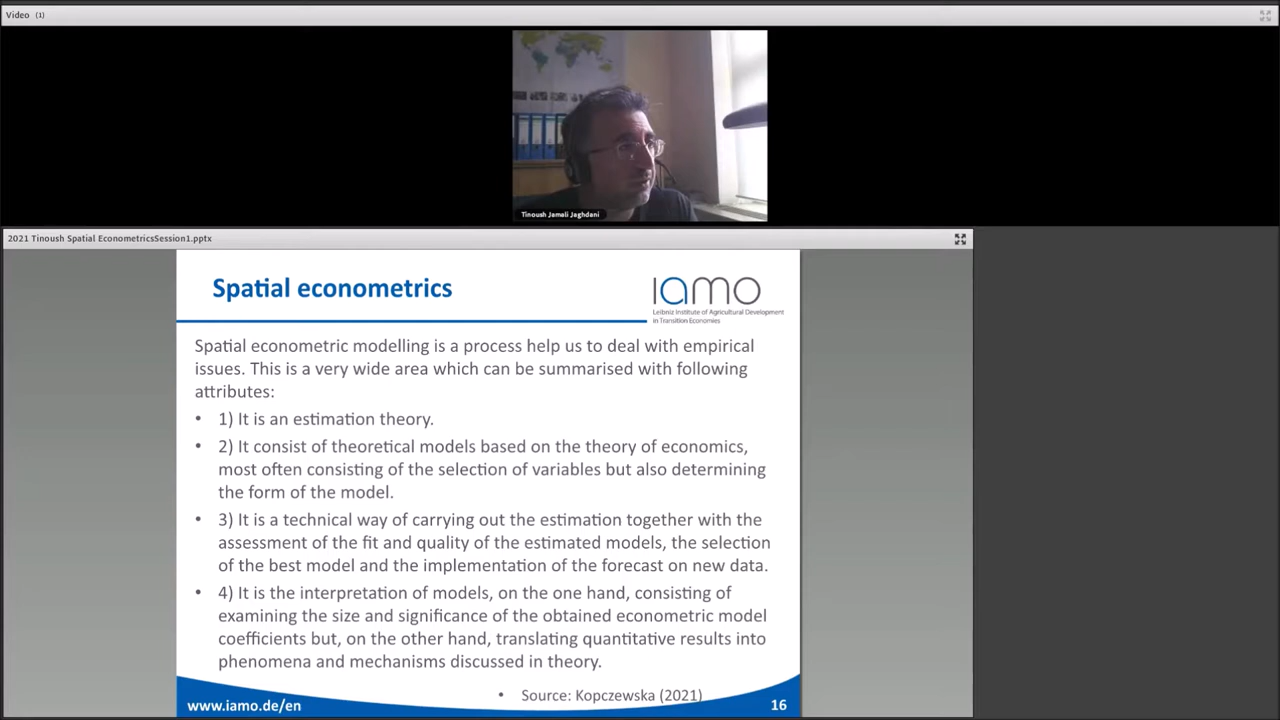 Video (1)
Tinoush Jamali Jaghdani
2021 Tinoush Spatial EconometricsSession1.pptx
Spatial econometrics
iamo
Leibniz Institute of Agricultural Development
in Transition Economies
Spatial econometric modelling is a process help us to deal with empirical
issues. This is a very wide area which can be summarised with following
attributes:
• 1) It is an estimation theory.
• 2) It consist of theoretical models based on the theory of economics,
most often consisting of the selection of variables but also determining
the form of the model.
• 3) It is a technical way of carrying out the estimation together with the
assessment of the fit and quality of the estimated models, the selection
of the best model and the implementation of the forecast on new data.
• 4) It is the interpretation of models, on the one hand, consisting of
examining the size and significance of the obtained econometric model
coefficients but, on the other hand, translating quantitative results into
phenomena and mechanisms discussed in theory.
• Source: Kopczewska (2021)
www.iamo.de/en
16